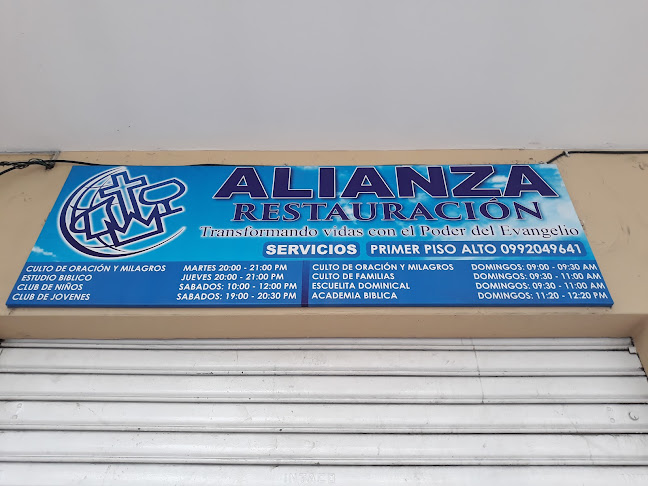 ALIANZA
RESTAURACIÓN
Transformando vidas con el Poder del Evangelio
SERVICIOS PRIMER PISO ALTO 0992049641
CULTO DE ORACIÓN Y MILAGROS MARTES 20:00 - 21:00 PM
ESTUDIO BIBLICO JUEVES 20:00 - 21:00 PM
CLUB DE NIÑOS SABADOS: 10:00 - 12:00 PM
CLUB DE JOVENES SABADOS: 19:00 - 20:30 PM
CULTO DE ORACIÓN Y MILAGROS DOMINGOS: 09:00 - 09:30 AM
CULTO DE FAMILIAS DOMINGOS: 09:30 - 11:00 AM
ESCUELITA DOMINICAL DOMINGOS: 09:30 - 11:00 AM
ACADEMIA BIBLICA DOMINGOS: 11:20 - 12:20 PM